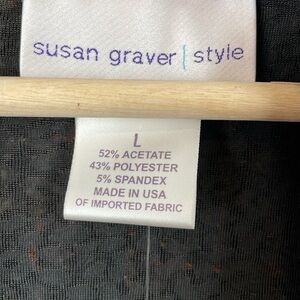 susan graver | style
L
52% ACETATE
43% POLYESTER
5% SPANDEX
MADE IN USA
OF IMPORTED FABRIC